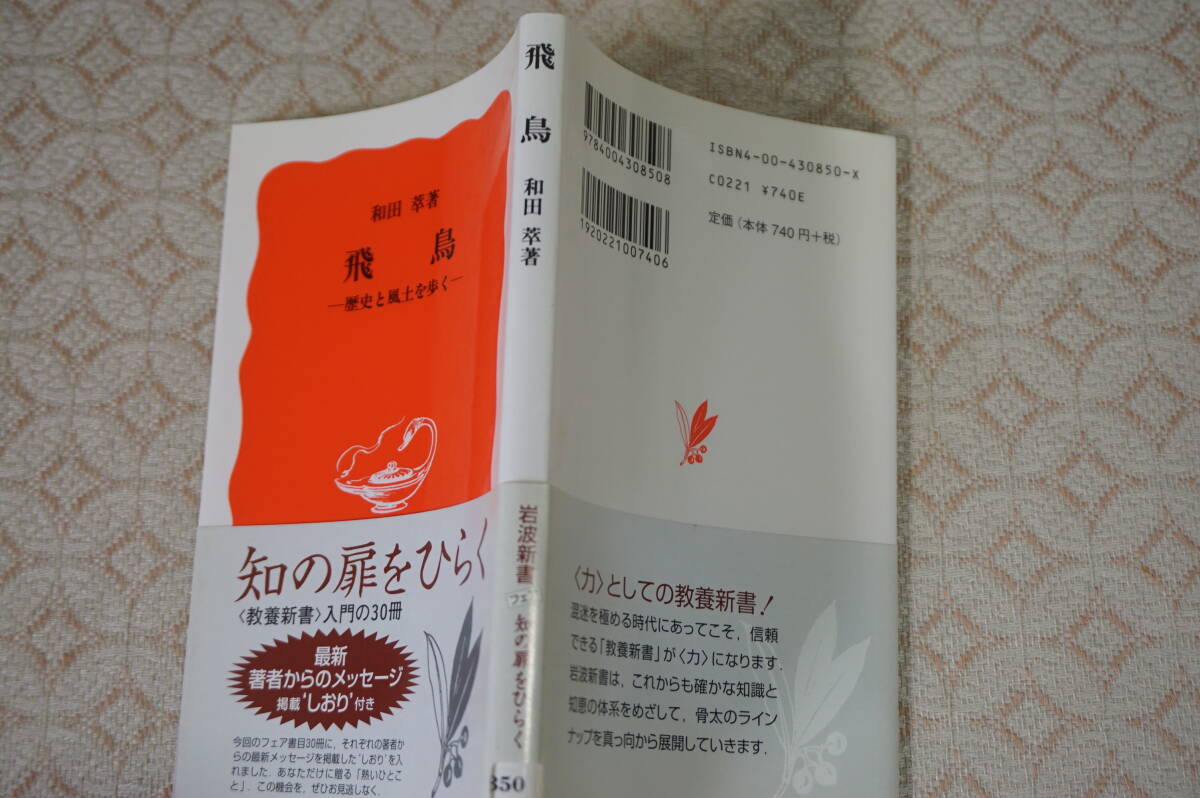 和田 萃著
飛鳥
―歴史と風土を歩く―
知の扉をひらく
〈教養新書〉入門の30冊
最新
著者からのメッセージ
掲載“しおり”付き
今回のフェア書目30冊に、それぞれの著者か
らの最新メッセージを掲載した“しおり”を入
れました．あなただけに贈る「熱いひとこ
と」．この機会を，ぜひお見逃しなく．
飛鳥
和田 萃著
岩波新書
知の扉をひらく
850
9784004308508
1920221007406
ISBN4-00-430850-X
C0221 ¥740E
定価（本体 740円＋税）
〈力〉としての教養新書！
混迷を極める時代にあってこそ，信頼
できる「教養新書」が〈力〉になります．
岩波新書は，これからも確かな知識と
知恵の体系をめざして，骨太のライン
ナップを真っ向から展開していきます．